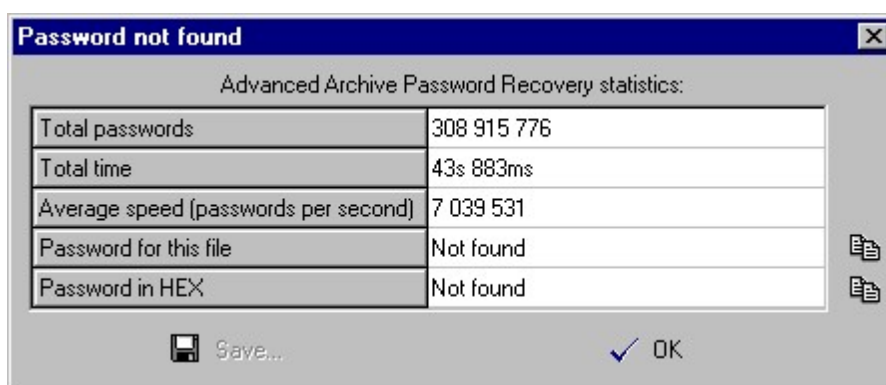 Password not found
Advanced Archive Password Recovery statistics:
Total passwords 308 915 776
Total time 43s 883ms
Average speed (passwords per second) 7 039 531
Password for this file Not found
Password in HEX Not found
Save... OK